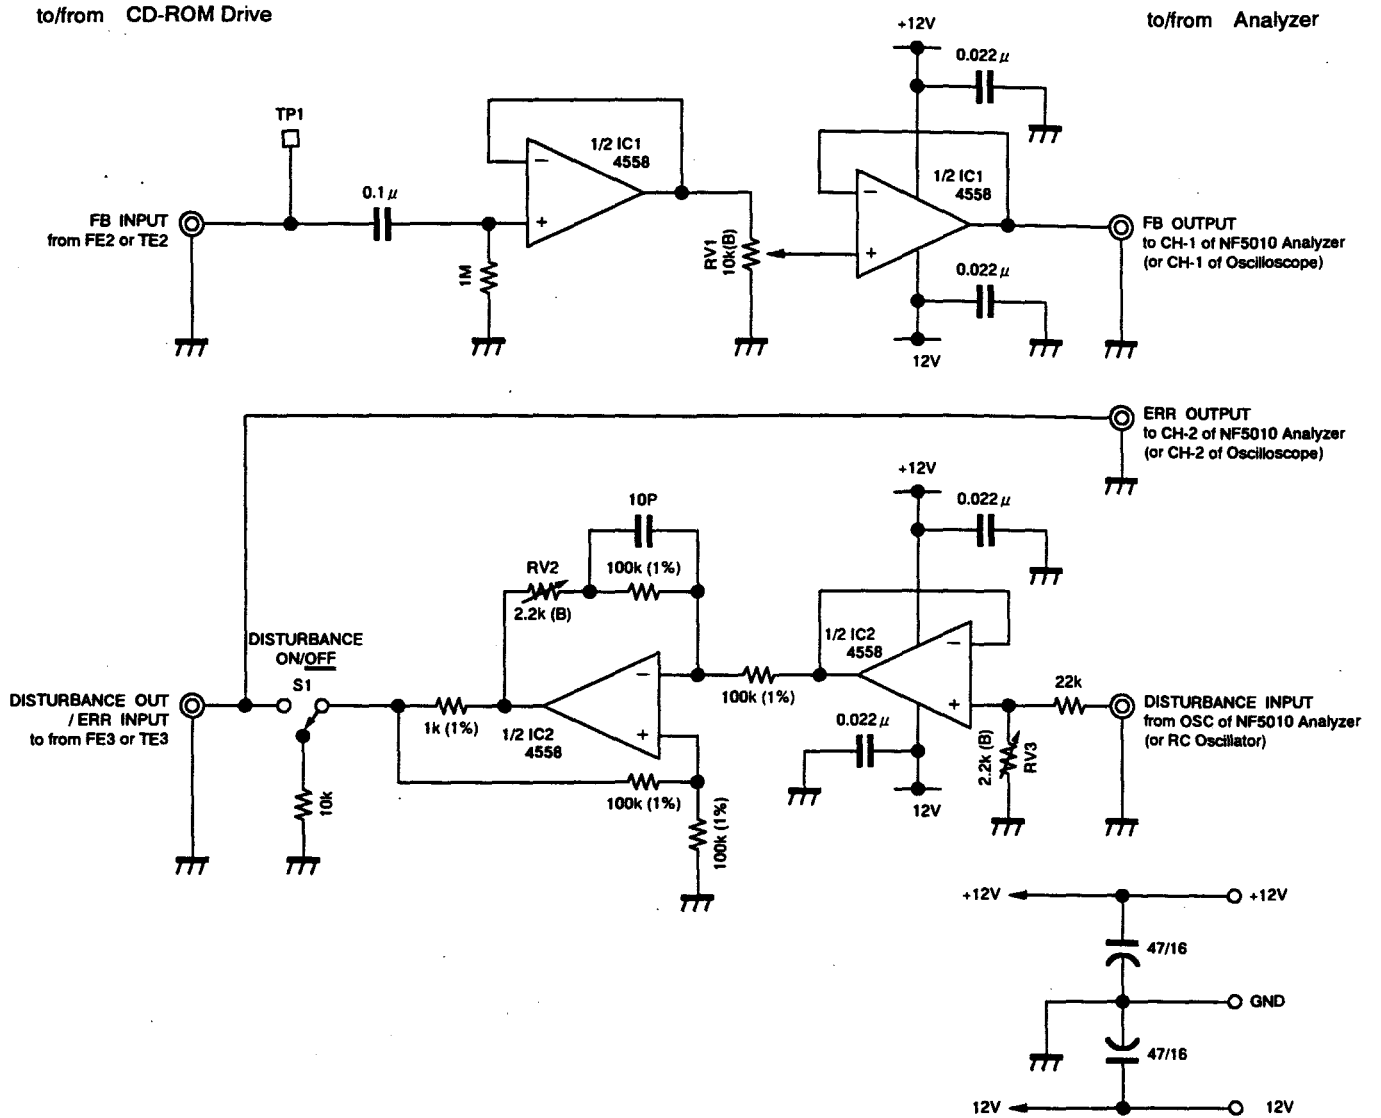 to/from CD-ROM Drive
to/from Analyzer
+12V
0.022 μ
TP1
1/2 IC1
4558
0.1 μ
1/2 IC1
4558
FB INPUT
from FE2 or TE2
FB OUTPUT
to CH-1 of NF5010 Analyzer
(or CH-1 of Oscilloscope)
1M
RV1
10k(B)
0.022 μ
12V
ERR OUTPUT
to CH-2 of NF5010 Analyzer
(or CH-2 of Oscilloscope)
+12V
0.022 μ
10P
RV2
100k (1%)
2.2k (B)
DISTURBANCE
ON/OFF
S1
1/2 IC2
4558
22k
DISTURBANCE OUT
/ ERR INPUT
to from FE3 or TE3
1k (1%)
1/2 IC2
4558
100k (1%)
0.022 μ
2.2k (B)
RV3
DISTURBANCE INPUT
from OSC of NF5010 Analyzer
(or RC Oscillator)
10k
100k (1%)
100k (1%)
12V
+12V
+12V
47/16
GND
47/16
12V
12V